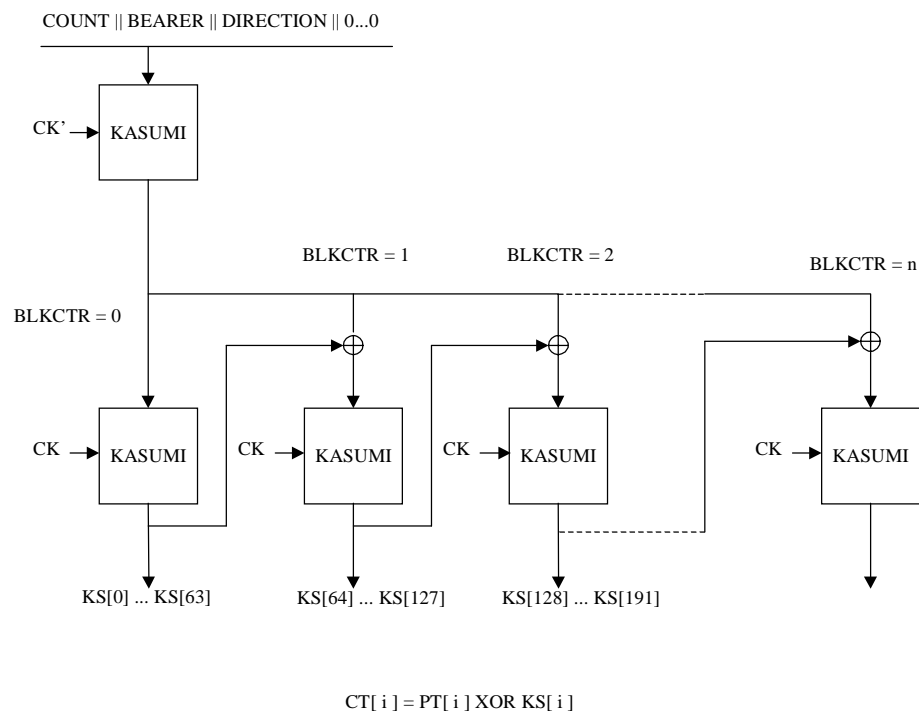 COUNT || BEARER || DIRECTION || 0...0
CK’
KASUMI
BLKCTR = 1
BLKCTR = 2
BLKCTR = n
BLKCTR = 0
CK
KASUMI
CK
KASUMI
CK
KASUMI
CK
KASUMI
KS[0] ... KS[63]
KS[64] ... KS[127]
KS[128] ... KS[191]
CT[ i ] = PT[ i ] XOR KS[ i ]